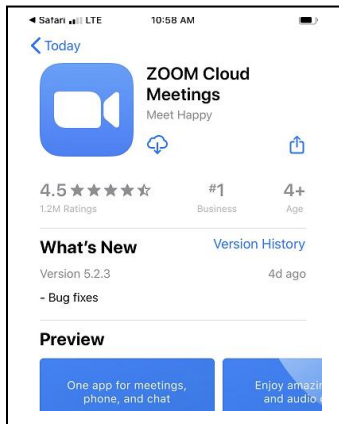 ◀ Safari LTE 10:58 AM
Today
ZOOM Cloud
Meetings
Meet Happy
4.5 ★★★★⯪ #1 4+
1.2M Ratings Business Age
What's New Version History
Version 5.2.3 4d ago
- Bug fixes
Preview
One app for meetings,
phone, and chat
Enjoy
and audio